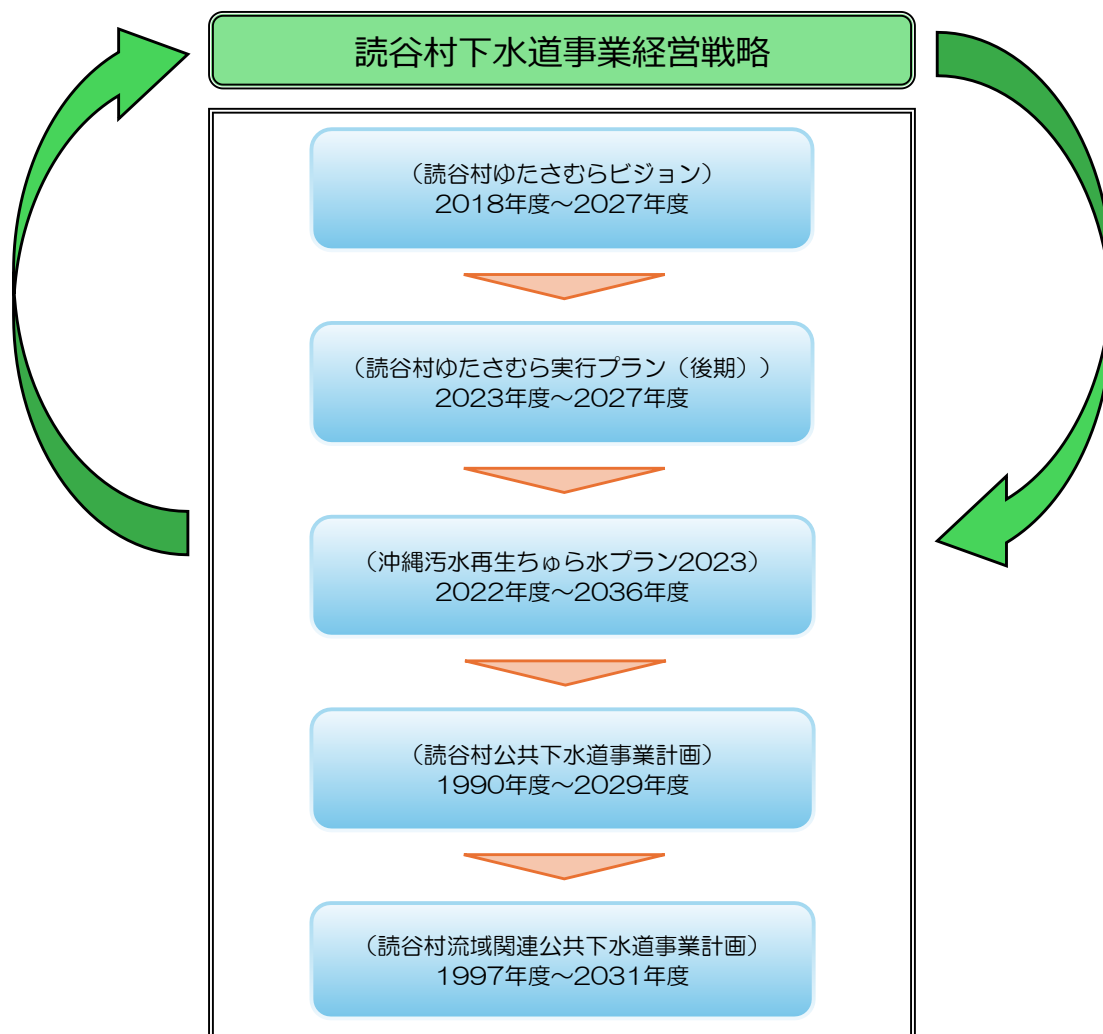 読谷村下水道事業経営戦略
（読谷村ゆたさむらビジョン）
2018年度～2027年度
（読谷村ゆたさむら実行プラン（後期））
2023年度～2027年度
（沖縄汚水再生ちゅら水プラン2023）
2022年度～2036年度
（読谷村公共下水道事業計画）
1990年度～2029年度
（読谷村流域関連公共下水道事業計画）
1997年度～2031年度